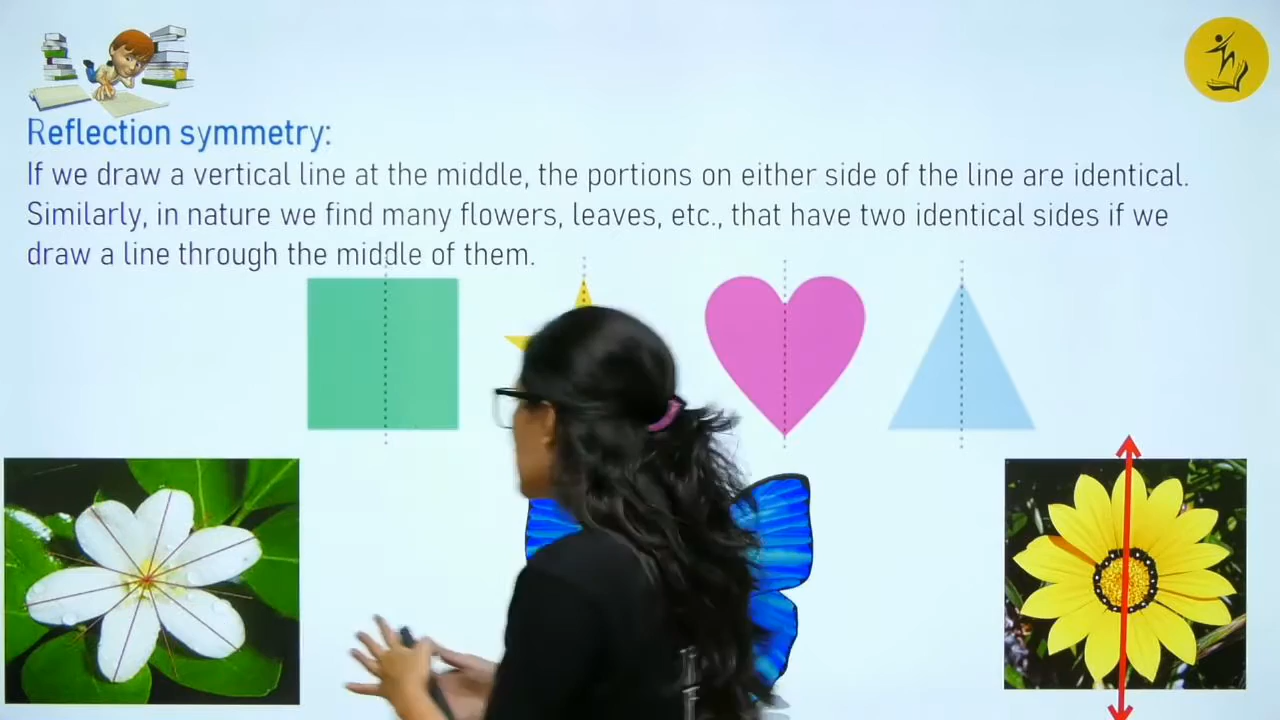 Reflection symmetry:
If we draw a vertical line at the middle, the portions on either side of the line are identical.
Similarly, in nature we find many flowers, leaves, etc., that have two identical sides if we
draw a line through the middle of them.